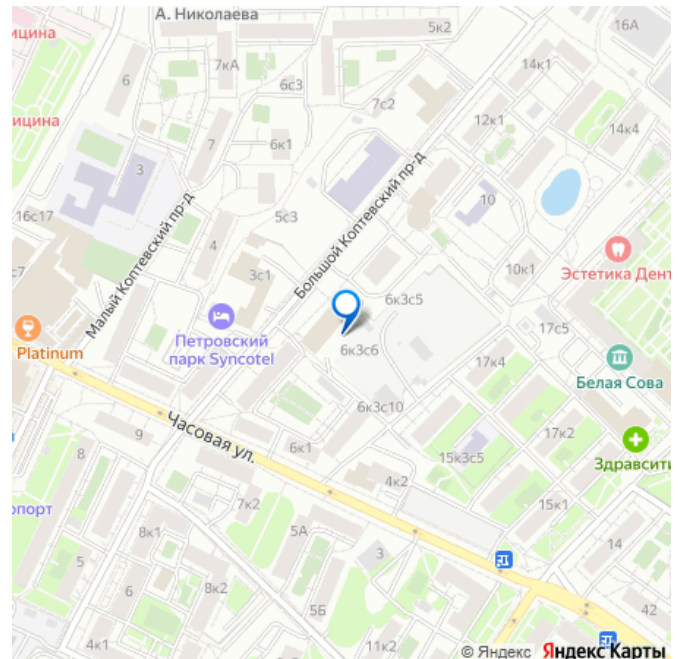 А. Николаева
5к2
16А
ицина
7кА
6
6с3
14к1
7с2
ицина
12к1
14к4
7
6к1
3
10
16с17
5с3
Малый Коптевский пр-д
4
Большой Коптевский пр-д
с7
3с1
10к1
Эстетика Дент
6к3с5
Петровский
парк Syncotel
Platinum
6к3с6
17с5
17к4
Белая Сова
6к3с10
Часовая ул.
9
6к1
17к2
15к3с5
Здравсити
8
4к2
7к2
15к1
опорт
5А
8к1
3
14
5
6
8к2
5Б
42
4к1
11к2
© Яндекс Яндекс Карты